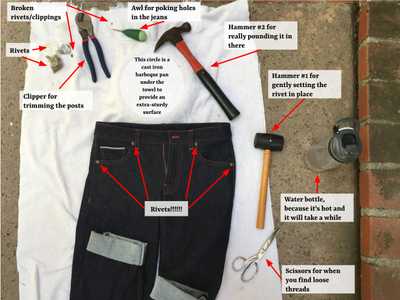 Broken
rivets/clippings
Awl for poking holes
in the jeans
Hammer #2 for
really pounding it in
there
Rivets
This circle is a
cast iron
barbeque pan
under the
towel to
provide an
extra-sturdy
surface
Hammer #1 for
gently setting the
rivet in place
Clipper for
trimming the posts
Rivets!!!!!!
Water bottle,
because it's hot and
it will take a while
Scissors for when
you find loose
threads